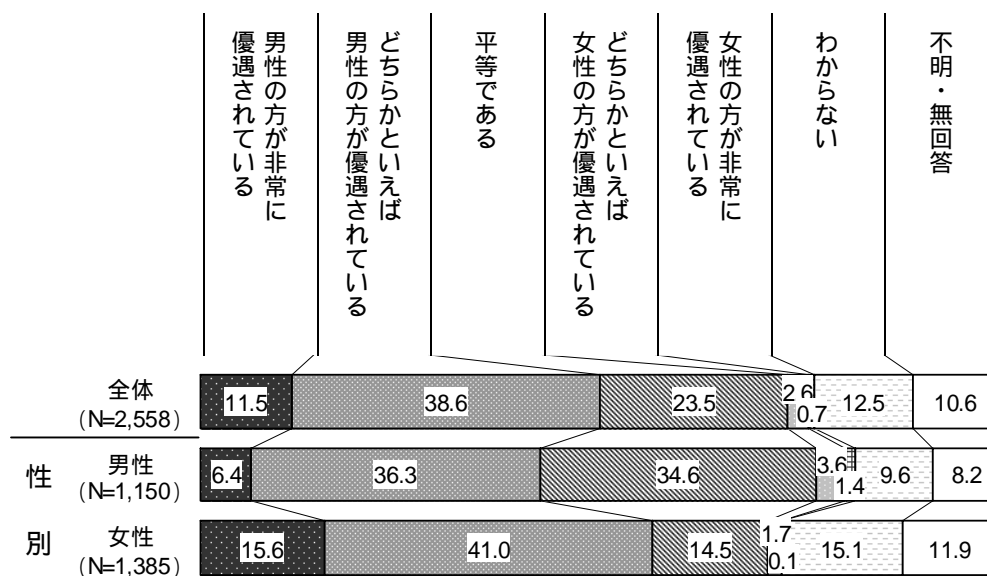 男性の方が非常に
優遇されている
どちらかといえば
男性の方が優遇されている
平等である
どちらかといえば
女性の方が優遇されている
女性の方が非常に
優遇されている
わからない
不明・無回答
全体
(N=2,558)
11.5 38.6 23.5 2.6 0.7 12.5 10.6
性別
男性
(N=1,150)
6.4 36.3 34.6 3.6 1.4 9.6 8.2
女性
(N=1,385)
15.6 41.0 14.5 1.7 0.1 15.1 11.9